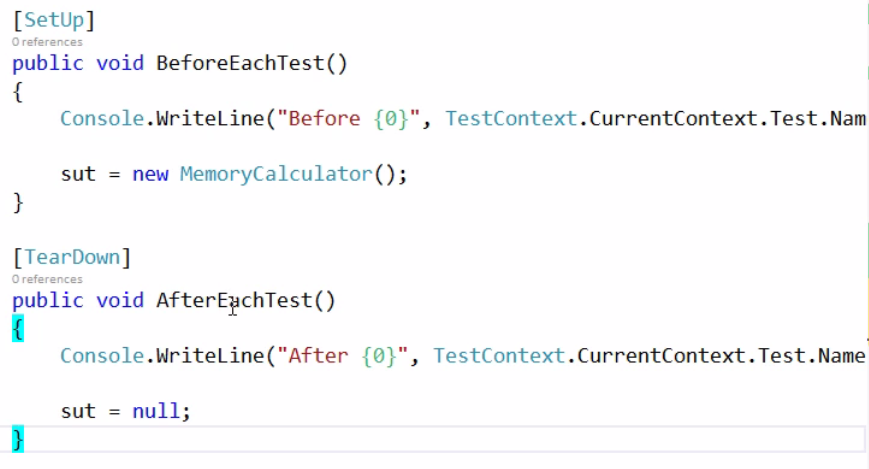 [SetUp]
0 references
public void BeforeEachTest()
{
Console.WriteLine("Before {0}", TestContext.CurrentContext.Test.Nam
sut = new MemoryCalculator();
}
[TearDown]
0 references
public void AfterEachTest()
{
Console.WriteLine("After {0}", TestContext.CurrentContext.Test.Name
sut = null;
}